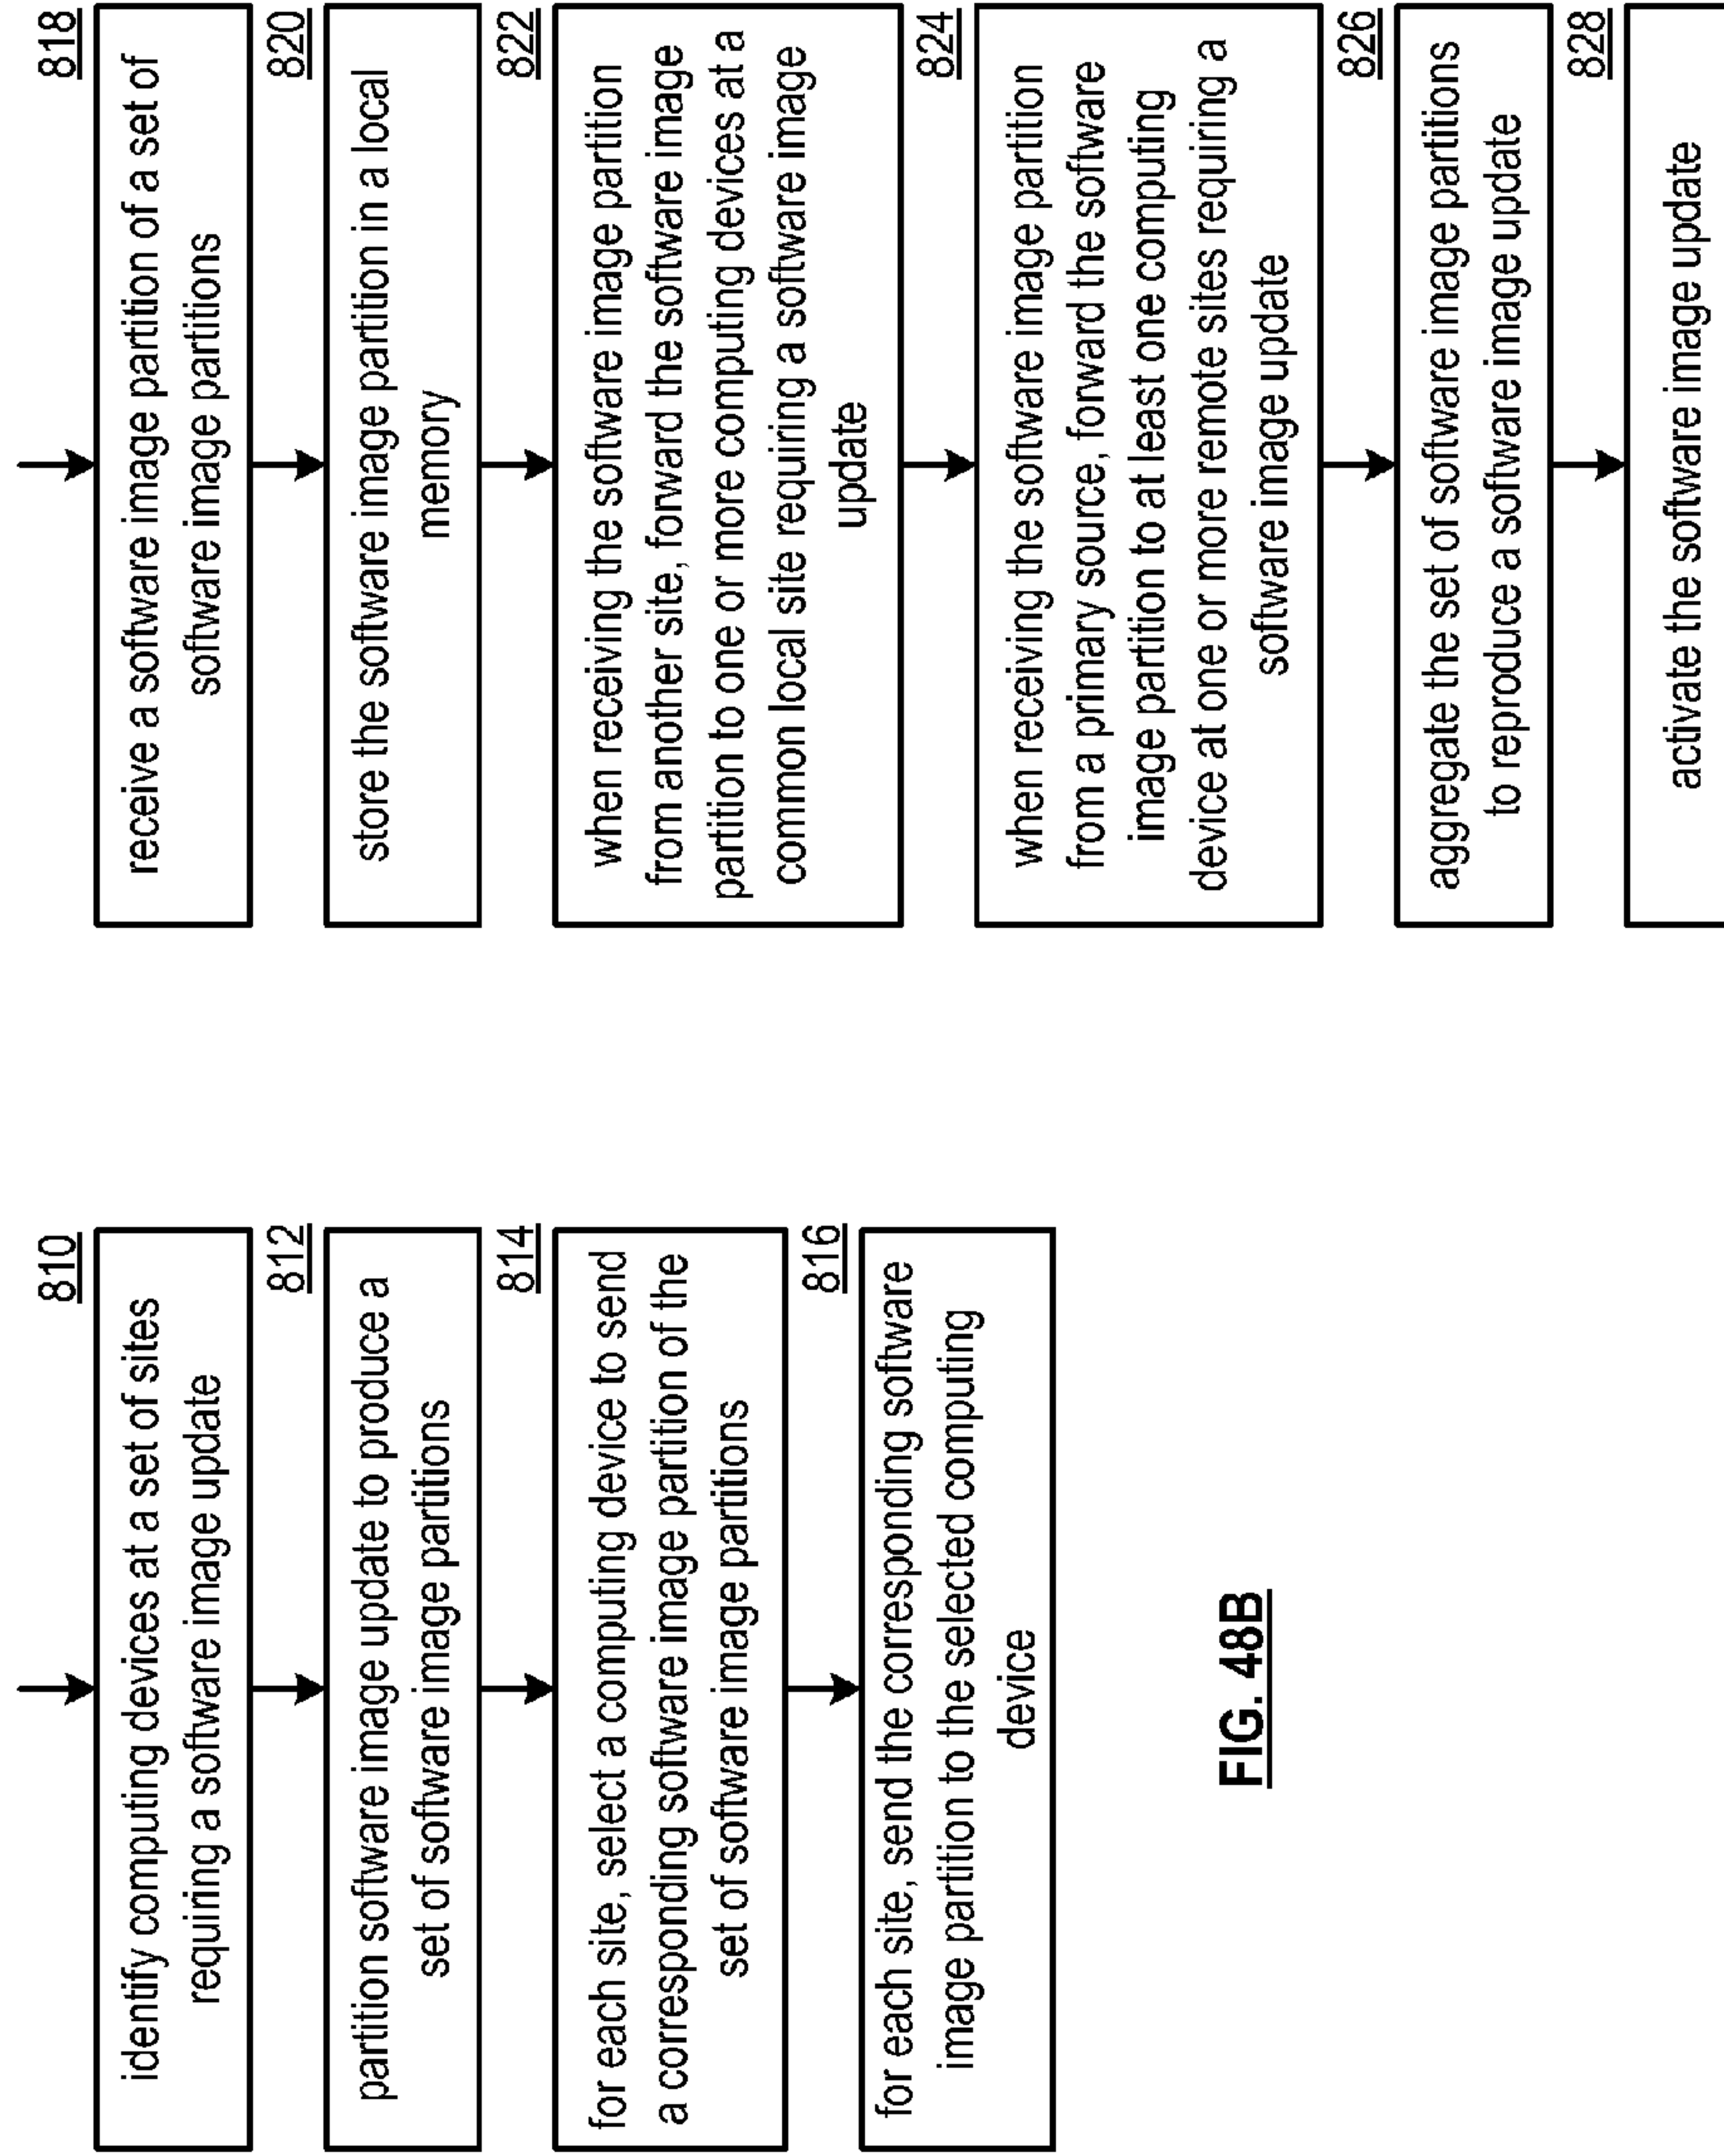 810
identify computing devices at a set of sites
requiring a software image update
812
partition software image update to produce a
set of software image partitions
814
for each site, select a computing device to send
a corresponding software image partition of the
set of software image partitions
816
for each site, send the corresponding software
image partition to the selected computing
device
FIG. 48B
818
receive a software image partition of a set of
software image partitions
820
store the software image partition in a local
memory
822
when receiving the software image partition
from another site, forward the software image
partition to one or more computing devices at a
common local site requiring a software image
update
824
when receiving the software image partition
from a primary source, forward the software
image partition to at least one computing
device at one or more remote sites requiring a
software image update
826
aggregate the set of software image partitions
to reproduce a software image update
828
activate the software image update